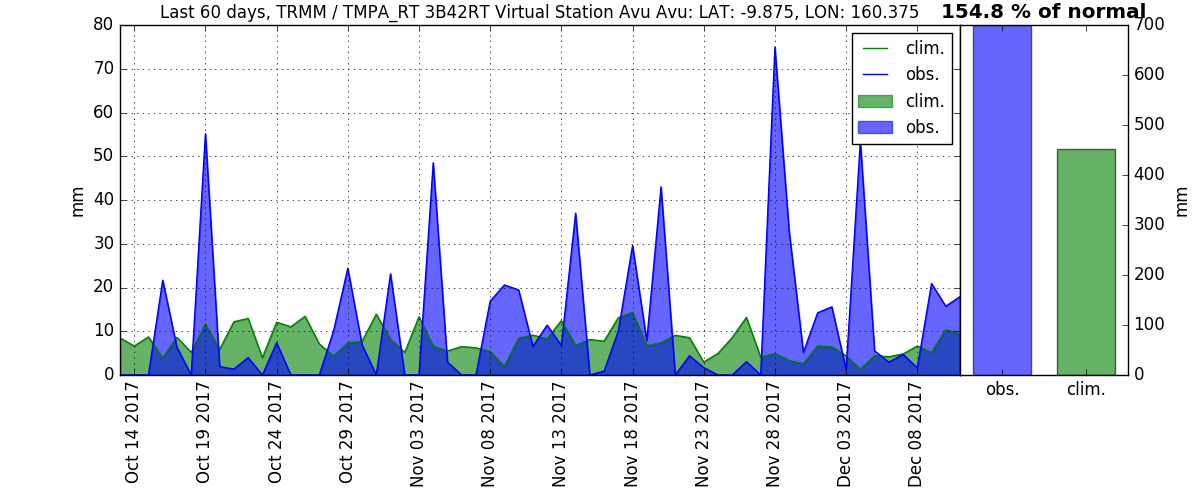 Last 60 days, TRMM / TMPA_RT 3B42RT Virtual Station Avu Avu: LAT: -9.875, LON: 160.375
154.8 % of normal
80
70
60
50
40
30
20
10
0
mm
clim.
obs.
clim.
obs.
700
600
500
400
300
200
100
0
mm
Oct 14 2017
Oct 19 2017
Oct 24 2017
Oct 29 2017
Nov 03 2017
Nov 08 2017
Nov 13 2017
Nov 18 2017
Nov 23 2017
Nov 28 2017
Dec 03 2017
Dec 08 2017
obs.
clim.